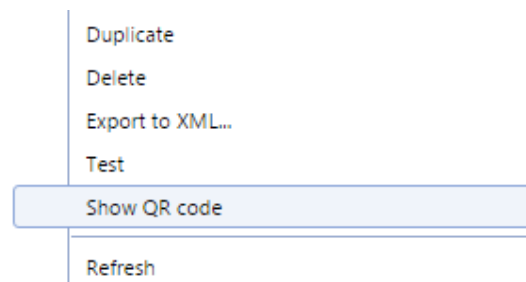 Duplicate
Delete
Export to XML...
Test
Show QR code
Refresh